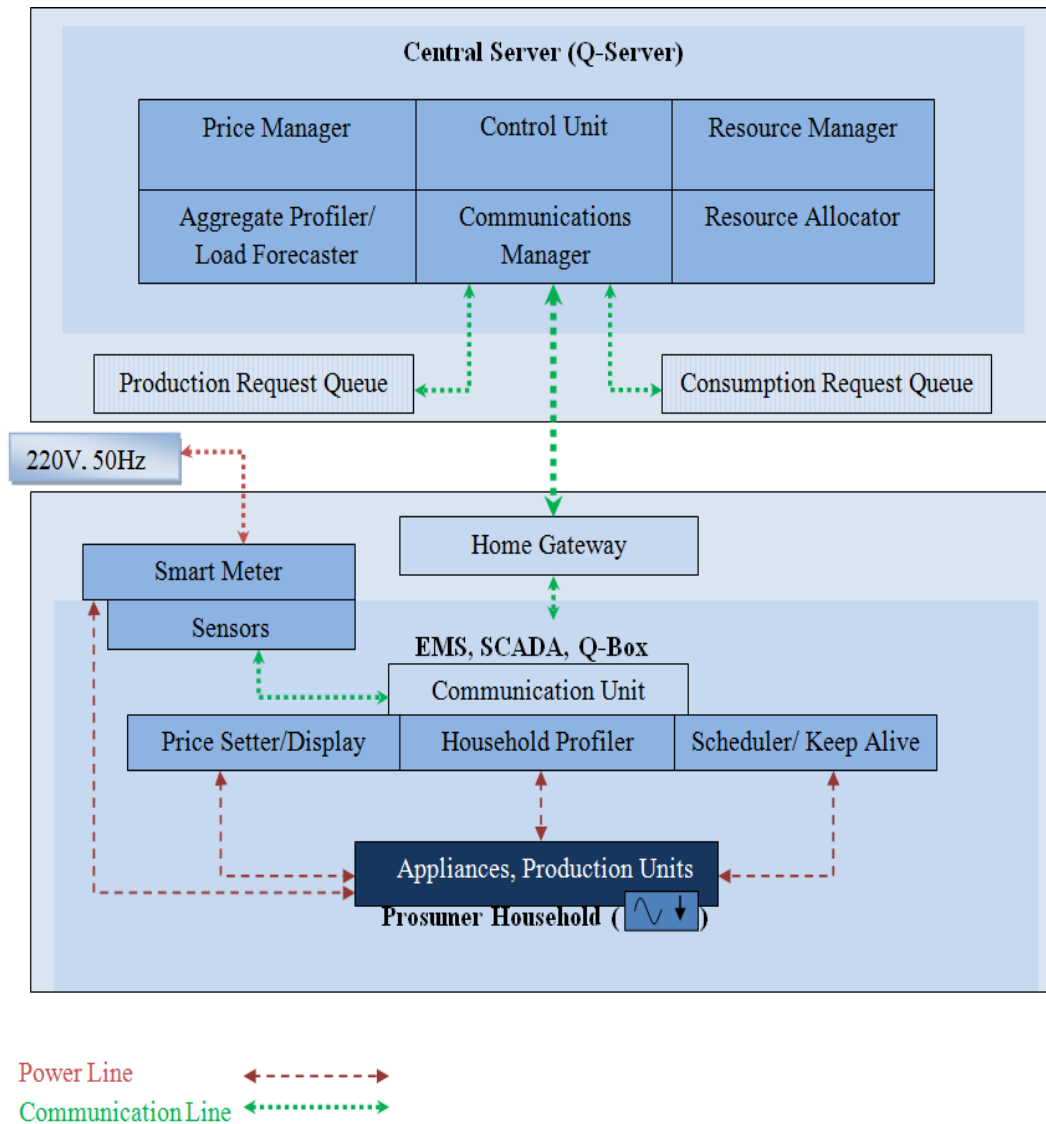 Central Server (Q-Server)
Price Manager
Control Unit
Resource Manager
Aggregate Profiler/
Load Forecaster
Communications
Manager
Resource Allocator
Production Request Queue
Consumption Request Queue
220V. 50Hz
Home Gateway
Smart Meter
Sensors
EMS, SCADA, Q-Box
Communication Unit
Price Setter/Display
Household Profiler
Scheduler/ Keep Alive
Appliances, Production Units
Prosumer Household ( )
Power Line
Communication Line